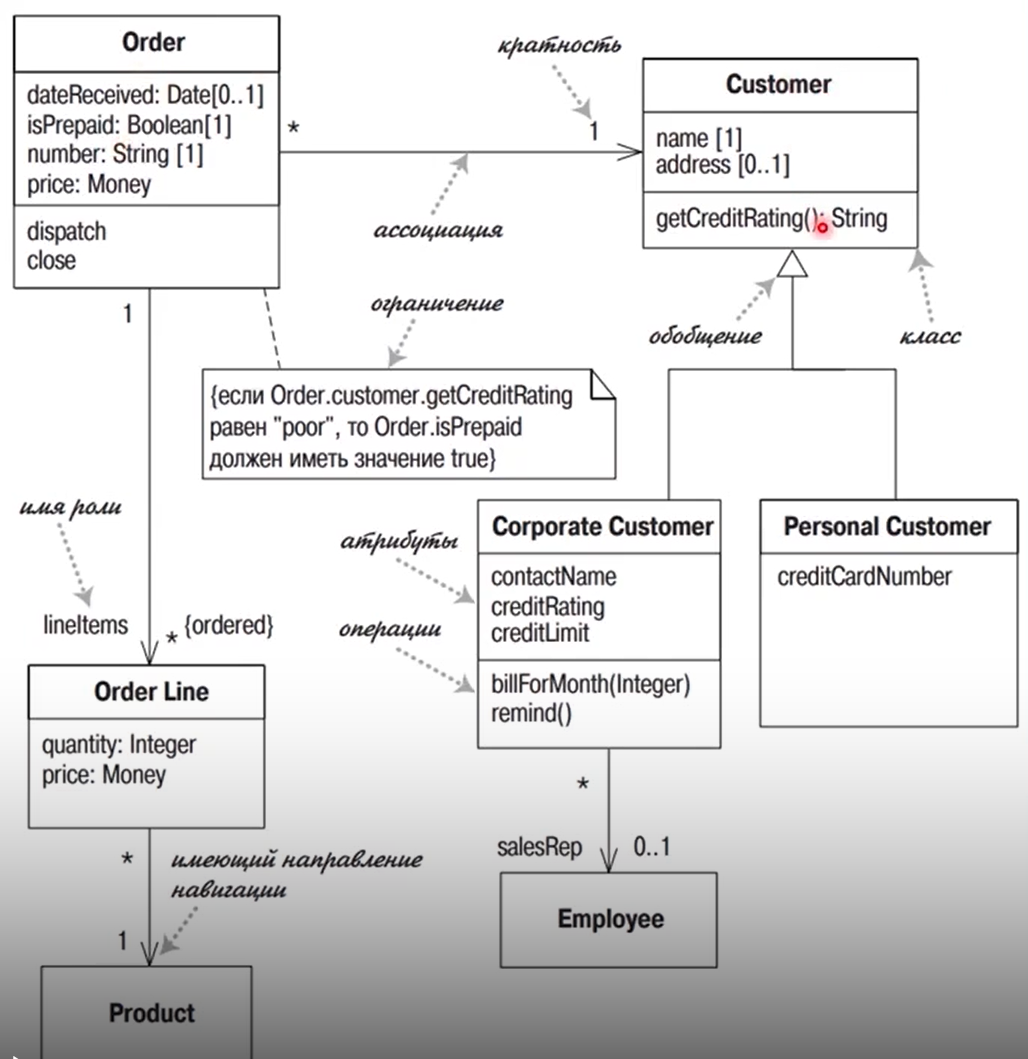 Order
dateReceived: Date[0..1]
isPrepaid: Boolean[1]
number: String [1]
price: Money
dispatch
close
*
1
кратность
ассоциация
Customer
name [1]
address [0..1]
getCreditRating(): String
обобщение
класс
ограничение
{если Order.customer.getCreditRating
равен "poor", то Order.isPrepaid
должен иметь значение true}
1
имя роли
lineItems
* {ordered}
Order Line
quantity: Integer
price: Money
*
имеющий направление
навигации
1
Product
атрибуты
операции
Corporate Customer
contactName
creditRating
creditLimit
billForMonth(Integer)
remind()
*
salesRep
0..1
Employee
Personal Customer
creditCardNumber